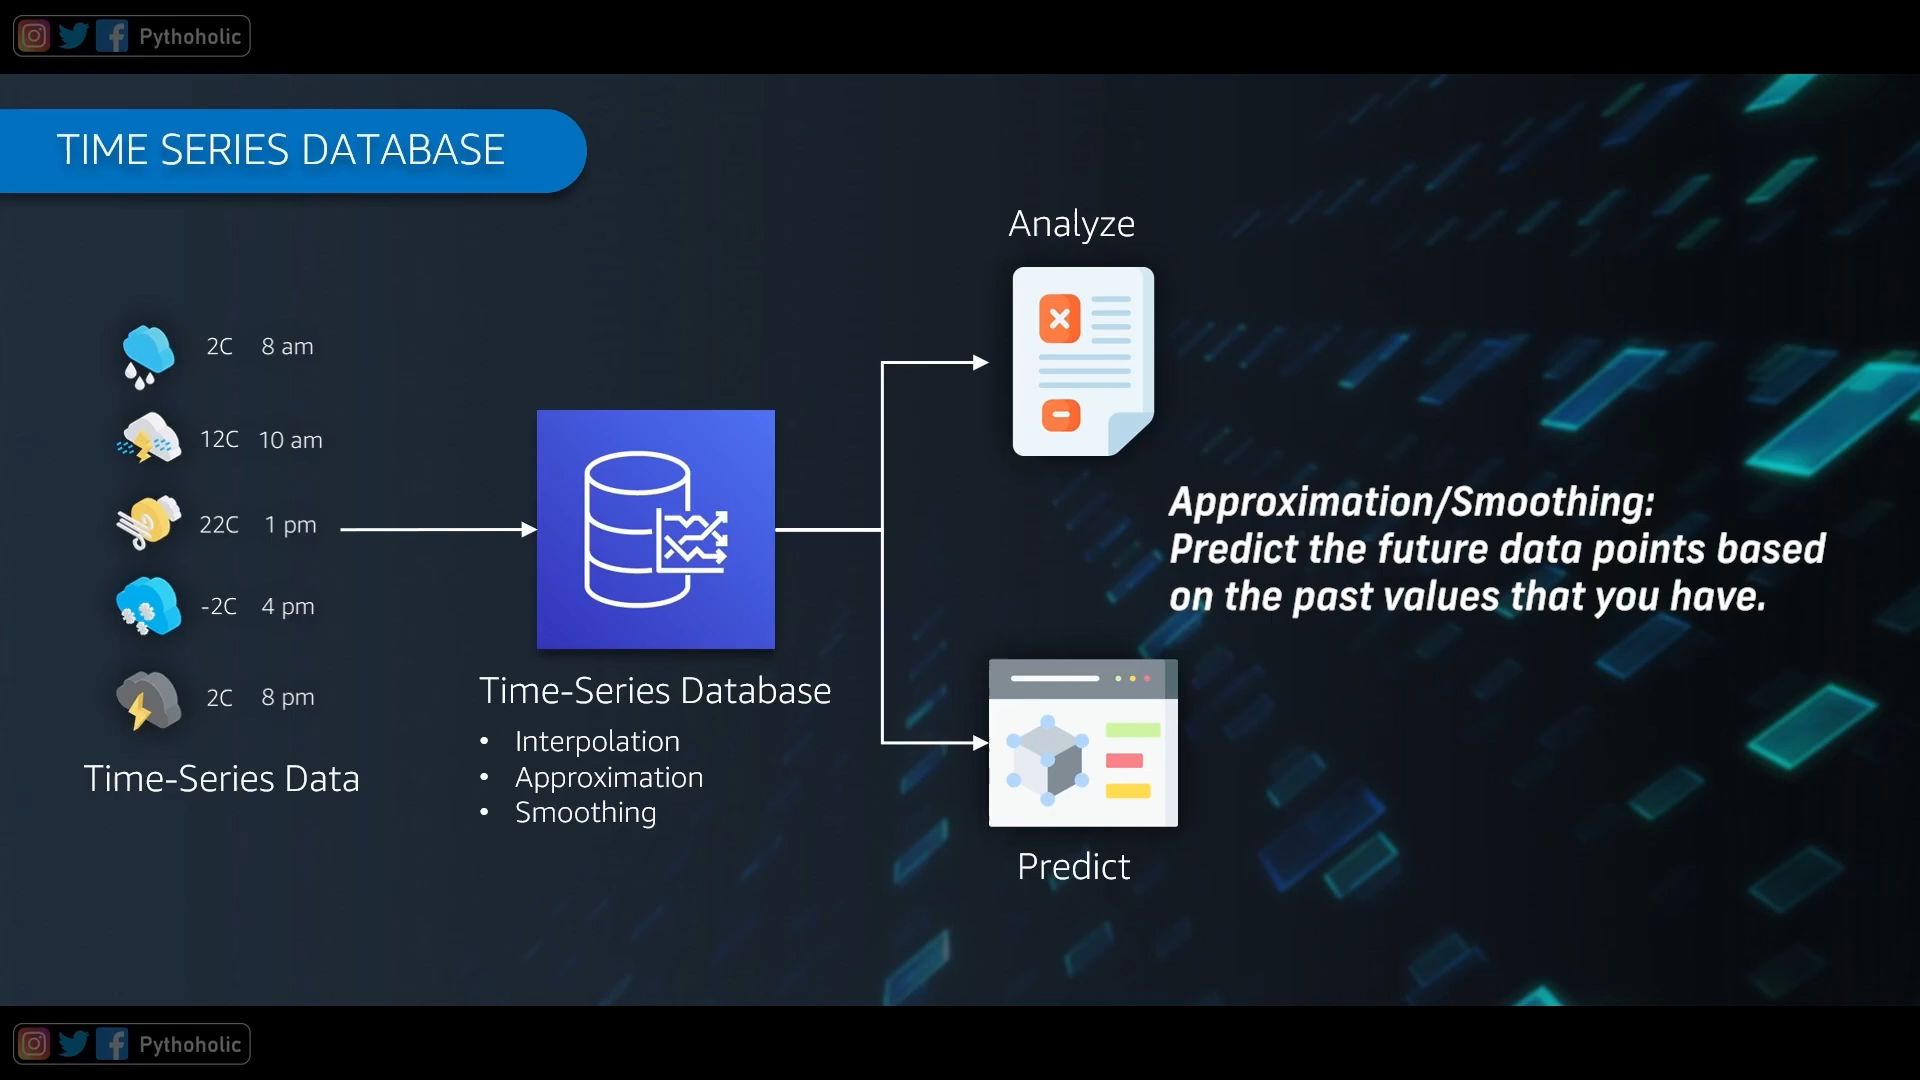 Pythoholic
TIME SERIES DATABASE
Analyze
2C 8 am
12C 10 am
22C 1 pm
-2C 4 pm
2C 8 pm
Time-Series Data
Time-Series Database
• Interpolation
• Approximation
• Smoothing
Approximation/Smoothing:
Predict the future data points based
on the past values that you have.
Predict
Pythoholic